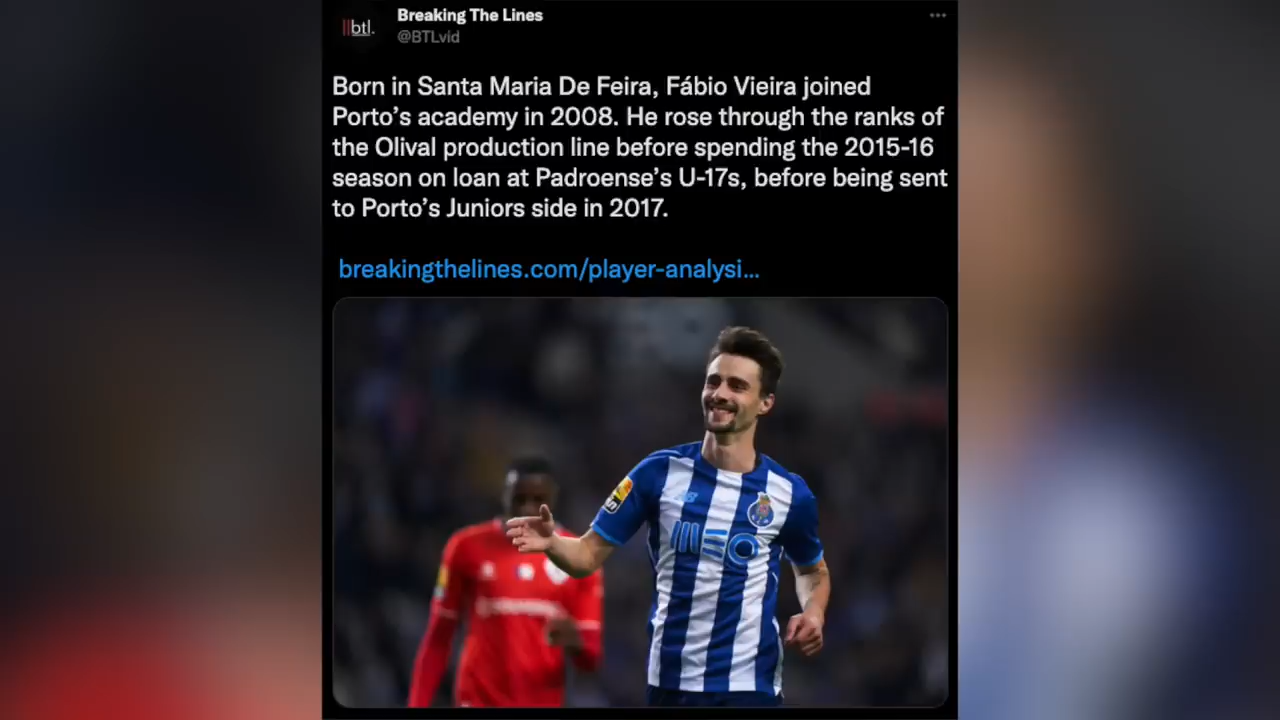 ||btl.
Breaking The Lines
@BTLvid
Born in Santa Maria De Feira, Fábio Vieira joined
Porto’s academy in 2008. He rose through the ranks of
the Olival production line before spending the 2015-16
season on loan at Padroense’s U-17s, before being sent
to Porto’s Juniors side in 2017.
breakingthelines.com/player-analysi...
MEO